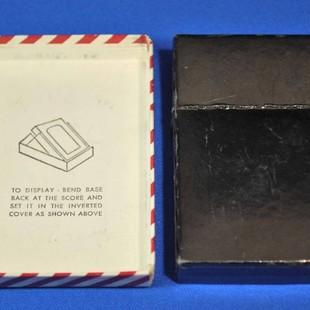 TO DISPLAY - BEND BASE
BACK AT THE SCORE AND
SET IT IN THE INVERTED
COVER AS SHOWN ABOVE